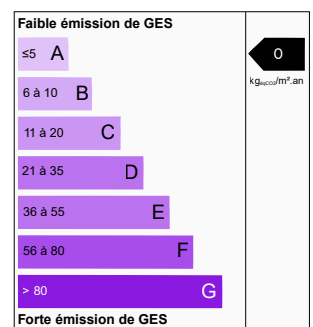 Faible émission de GES
≤5 A
0
6 à 10 B
kgéqCO2/m².an
11 à 20 C
21 à 35 D
36 à 55 E
56 à 80 F
> 80 G
Forte émission de GES